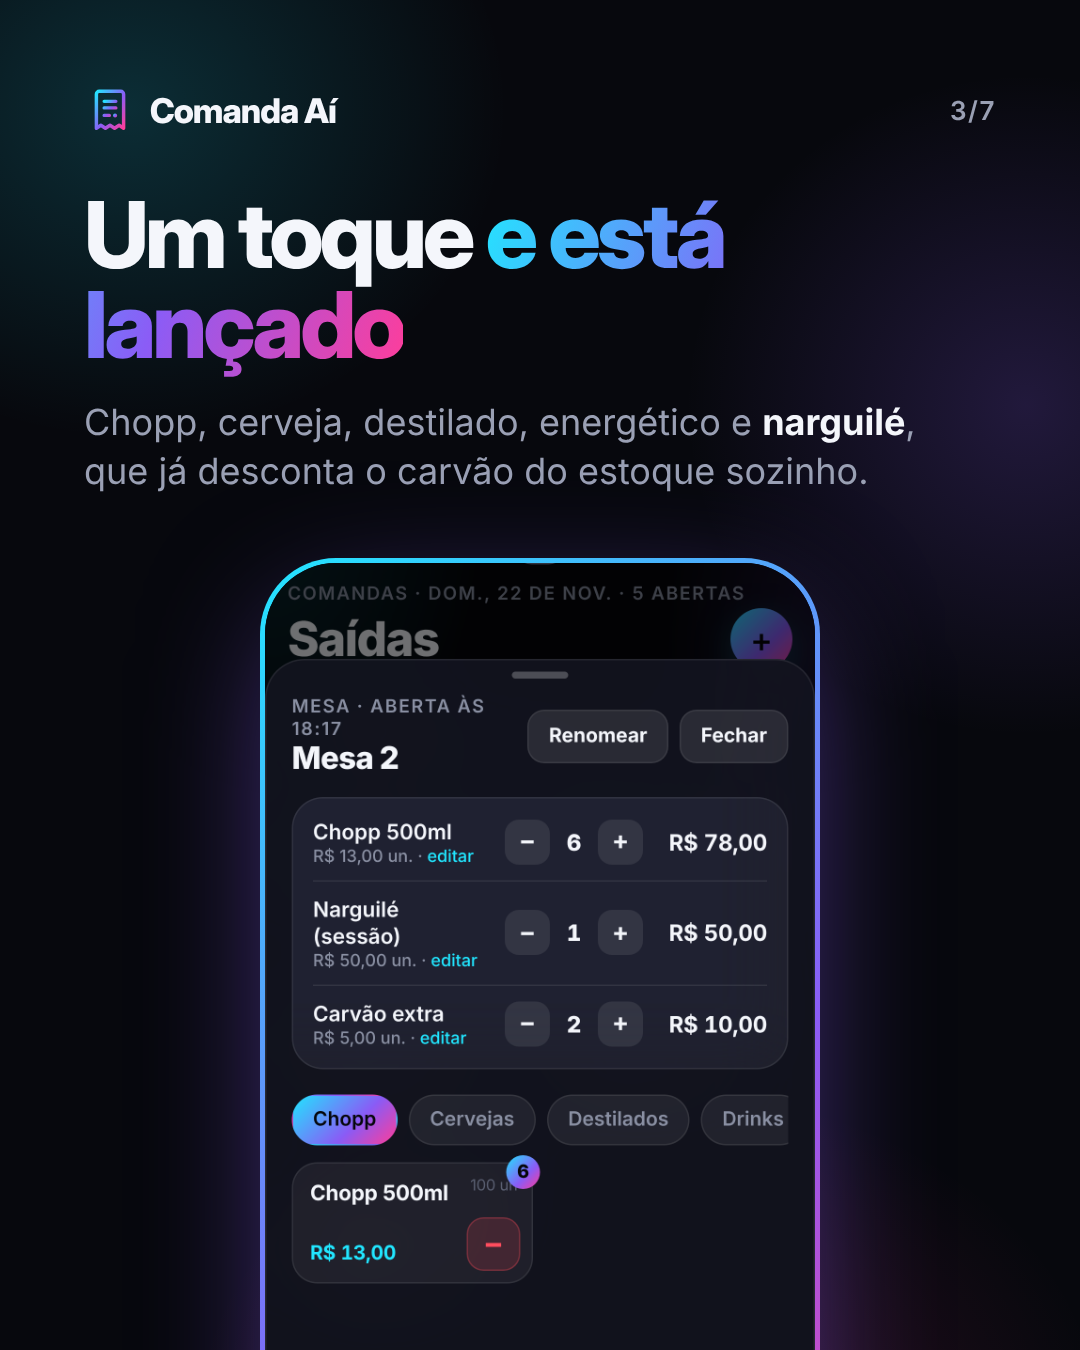 Comanda Aí
3/7
Um toque e está
lançado
Chopp, cerveja, destilado, energético e narguilé,
que já desconta o carvão do estoque sozinho.
COMANDAS · DOM., 22 DE NOV. · 5 ABERTAS
Saídas
+
MESA · ABERTA ÀS
18:17
Mesa 2
Renomear
Fechar
Chopp 500ml
R$ 13,00 un. · editar
− 6 + R$ 78,00
Narguilé
(sessão)
R$ 50,00 un. · editar
− 1 + R$ 50,00
Carvão extra
R$ 5,00 un. · editar
− 2 + R$ 10,00
Chopp Cervejas Destilados Drinks
6
Chopp 500ml
100
R$ 13,00
−